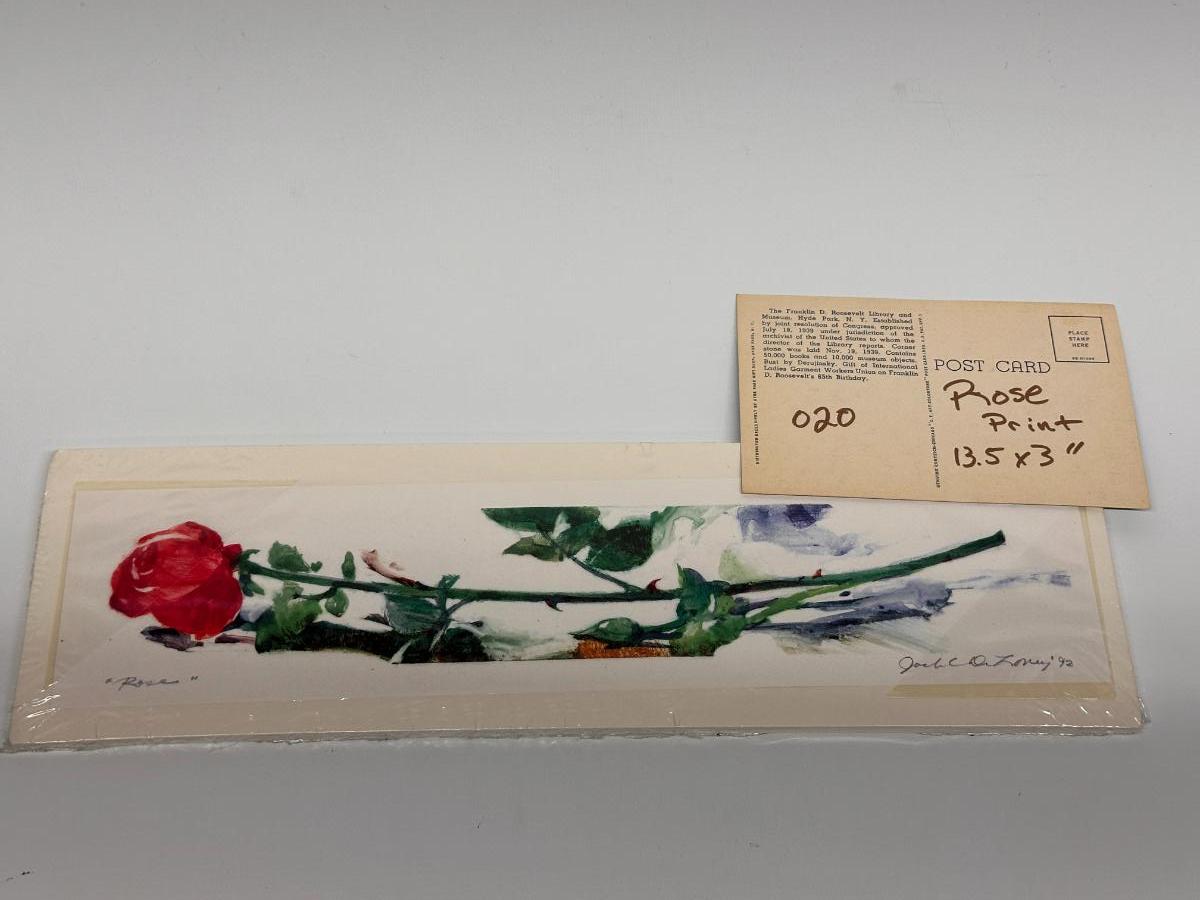 The Franklin D. Roosevelt Library and
Museum, Hyde Park, N. Y. Established
by joint resolution of Congress, approved
July 18, 1939 under jurisdiction of the
archivist of the United States to whom the
director of the Library reports. Corner
stone was laid Nov. 19, 1939. Contains
50,000 books and 10,000 museum objects.
Bust by Derujinsky, Gift of International
Ladies Garment Workers Union on Franklin
D. Roosevelt's 65th Birthday.
020
POST CARD
PLACE
STAMP
HERE
Rose
Print
13.5 x 3"
"Rose"
Jack C DeLoney '92